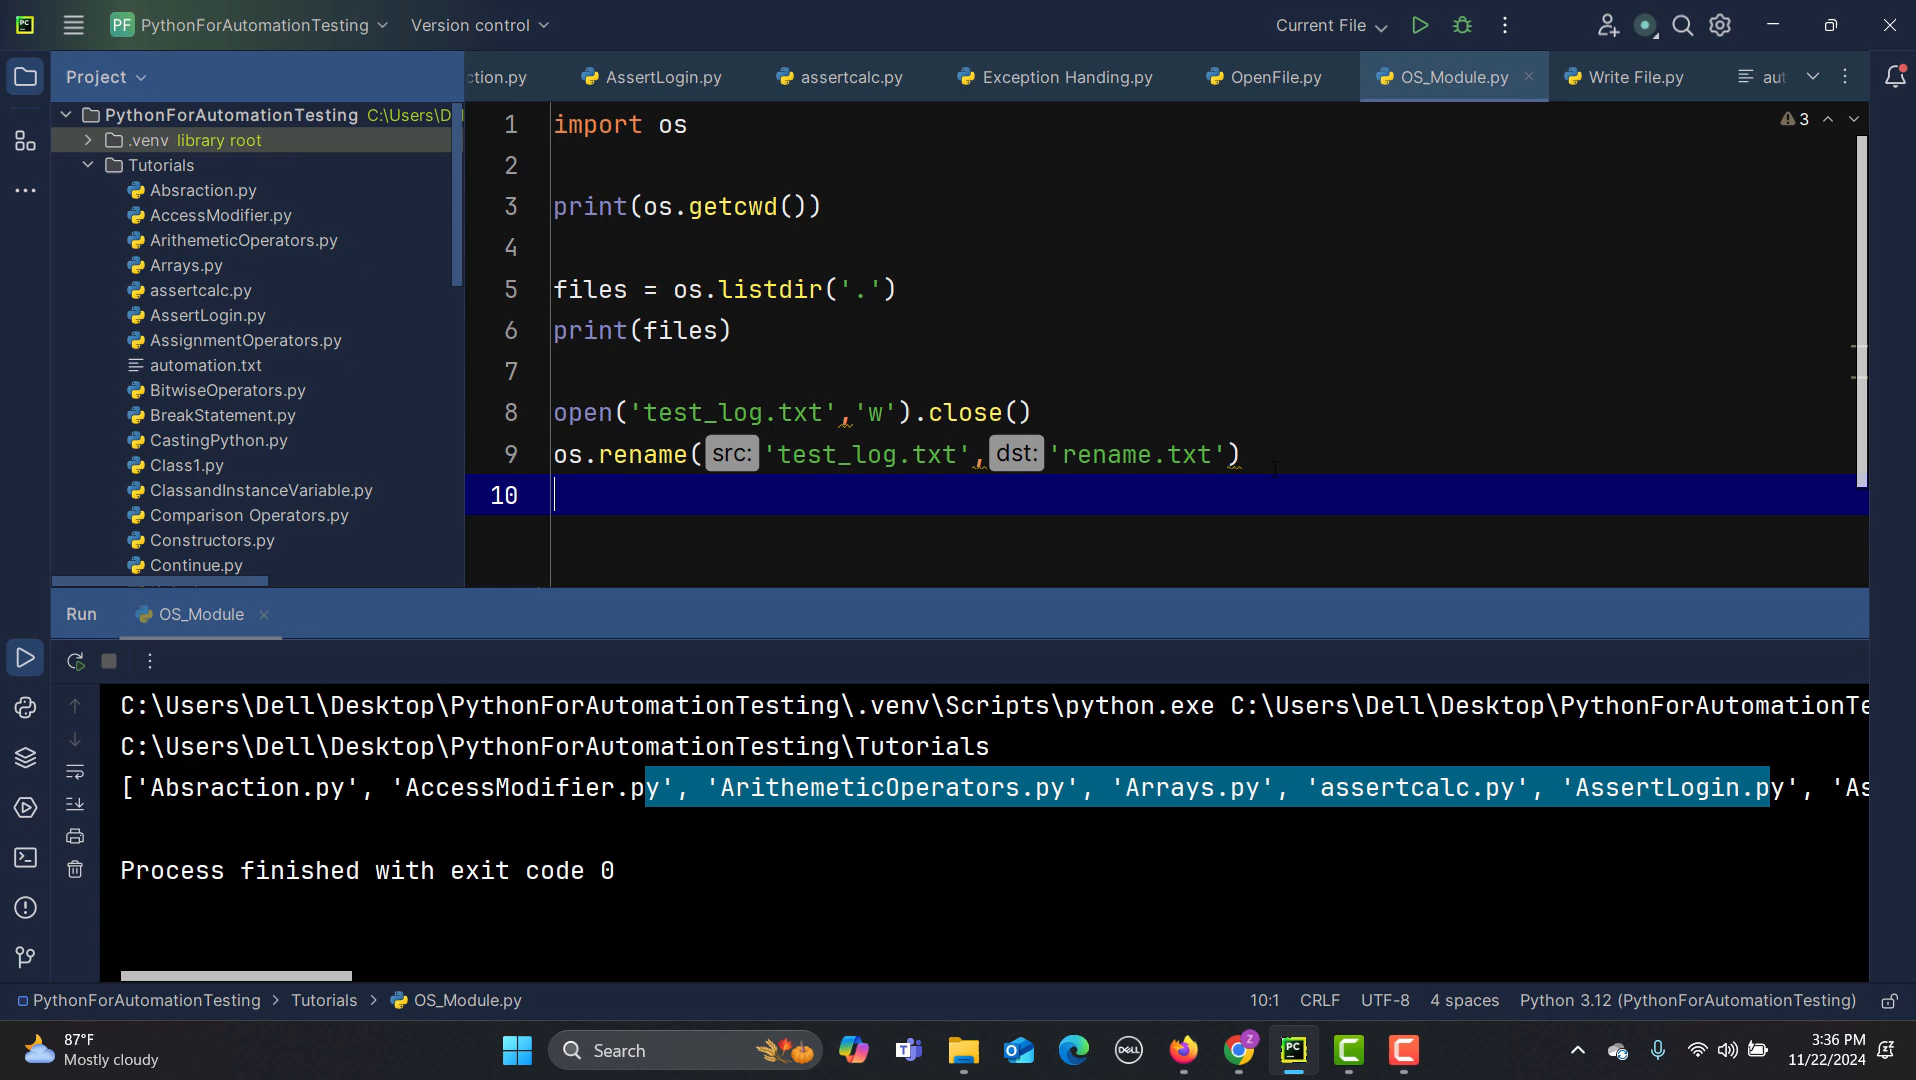 PC
PF PythonForAutomationTesting
Version control
Current File
Project
ction.py
AssertLogin.py
assertcalc.py
Exception Handing.py
OpenFile.py
OS_Module.py
Write File.py
aut
PythonForAutomationTesting C:\Users\D
.venv library root
Tutorials
Absraction.py
AccessModifier.py
ArithemeticOperators.py
Arrays.py
assertcalc.py
AssertLogin.py
AssignmentOperators.py
automation.txt
BitwiseOperators.py
BreakStatement.py
CastingPython.py
Class1.py
ClassandInstanceVariable.py
Comparison Operators.py
Constructors.py
Continue.py
3
1 import os
2
3 print(os.getcwd())
4
5 files = os.listdir('.')
6 print(files)
7
8 open('test_log.txt','w').close()
9 os.rename(src: 'test_log.txt',dst: 'rename.txt')
10
Run OS_Module
C:\Users\Dell\Desktop\PythonForAutomationTesting\.venv\Scripts\python.exe C:\Users\Dell\Desktop\PythonForAutomationTe
C:\Users\Dell\Desktop\PythonForAutomationTesting\Tutorials
['Absraction.py', 'AccessModifier.py', 'ArithemeticOperators.py', 'Arrays.py', 'assertcalc.py', 'AssertLogin.py', 'As
Process finished with exit code 0
PythonForAutomationTesting > Tutorials > OS_Module.py
10:1 CRLF UTF-8 4 spaces Python 3.12 (PythonForAutomationTesting)
87°F
Mostly cloudy
Search
DELL
Z
PC
3:36 PM
11/22/2024